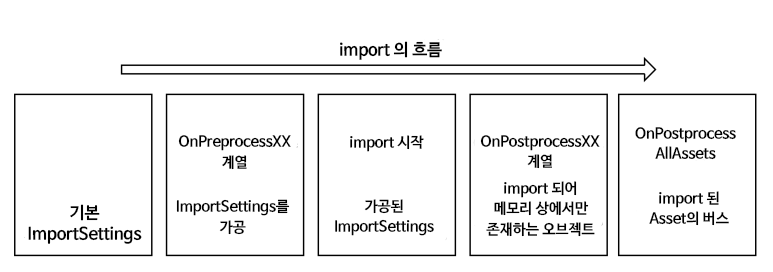 import 의 흐름
기본
ImportSettings
OnPreprocessXX
계열
ImportSettings를
가공
import 시작
가공된
ImportSettings
OnPostprocessXX
계열
import 되어
메모리 상에서만
존재하는 오브젝트
OnPostprocess
AllAssets
import 된
Asset의 버스